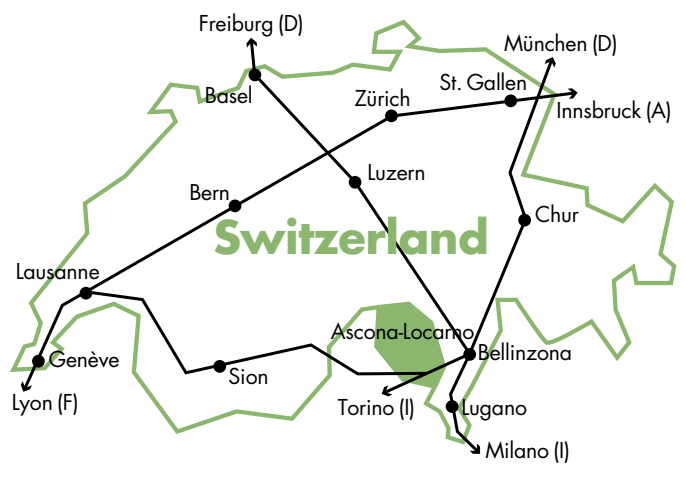 Freiburg (D)
München (D)
St. Gallen
Basel
Zürich
Innsbruck (A)
Luzern
Bern
Chur
Switzerland
Lausanne
Ascona-Locarno
Bellinzona
Genève
Sion
Lyon (F)
Torino (I)
Lugano
Milano (I)